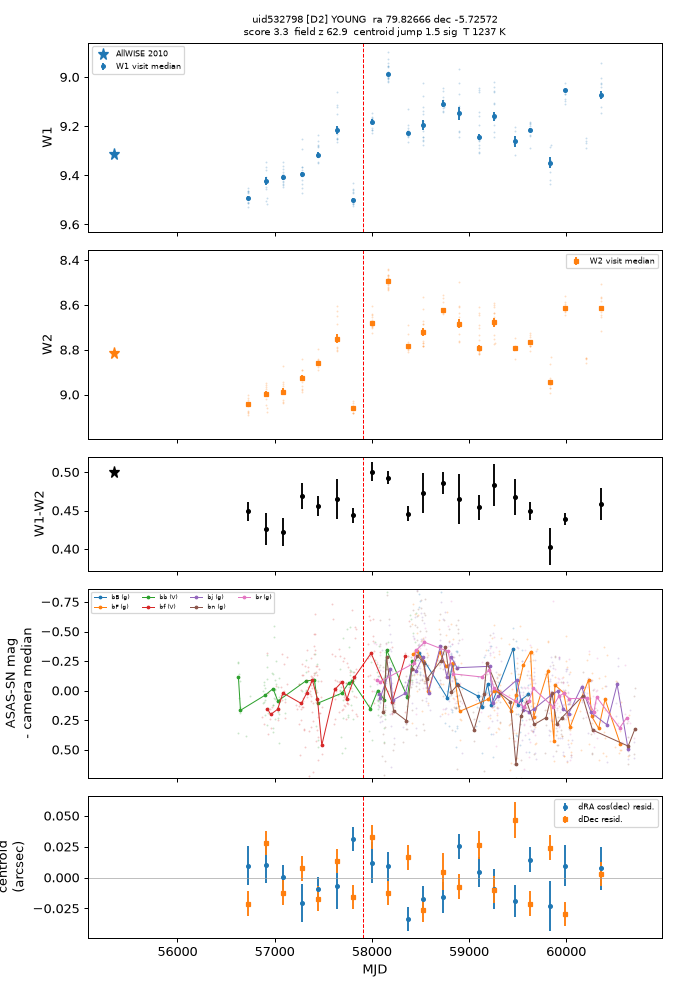 uid532798 [D2] YOUNG ra 79.82666 dec -5.72572
score 3.3 field z 62.9 centroid jump 1.5 sig T 1237 K
AllWISE 2010
W1 visit median
W1
9.0
9.2
9.4
9.6
W2 visit median
W2
8.4
8.6
8.8
9.0
W1-W2
0.50
0.45
0.40
bB (g)
bF (g)
bb (V)
bf (V)
bj (g)
bn (g)
br (g)
ASAS-SN mag
- camera median
−0.75
−0.50
−0.25
0.00
0.25
0.50
dRA cos(dec) resid.
dDec resid.
centroid
(arcsec)
0.050
0.025
0.000
−0.025
56000
57000
58000
59000
60000
MJD